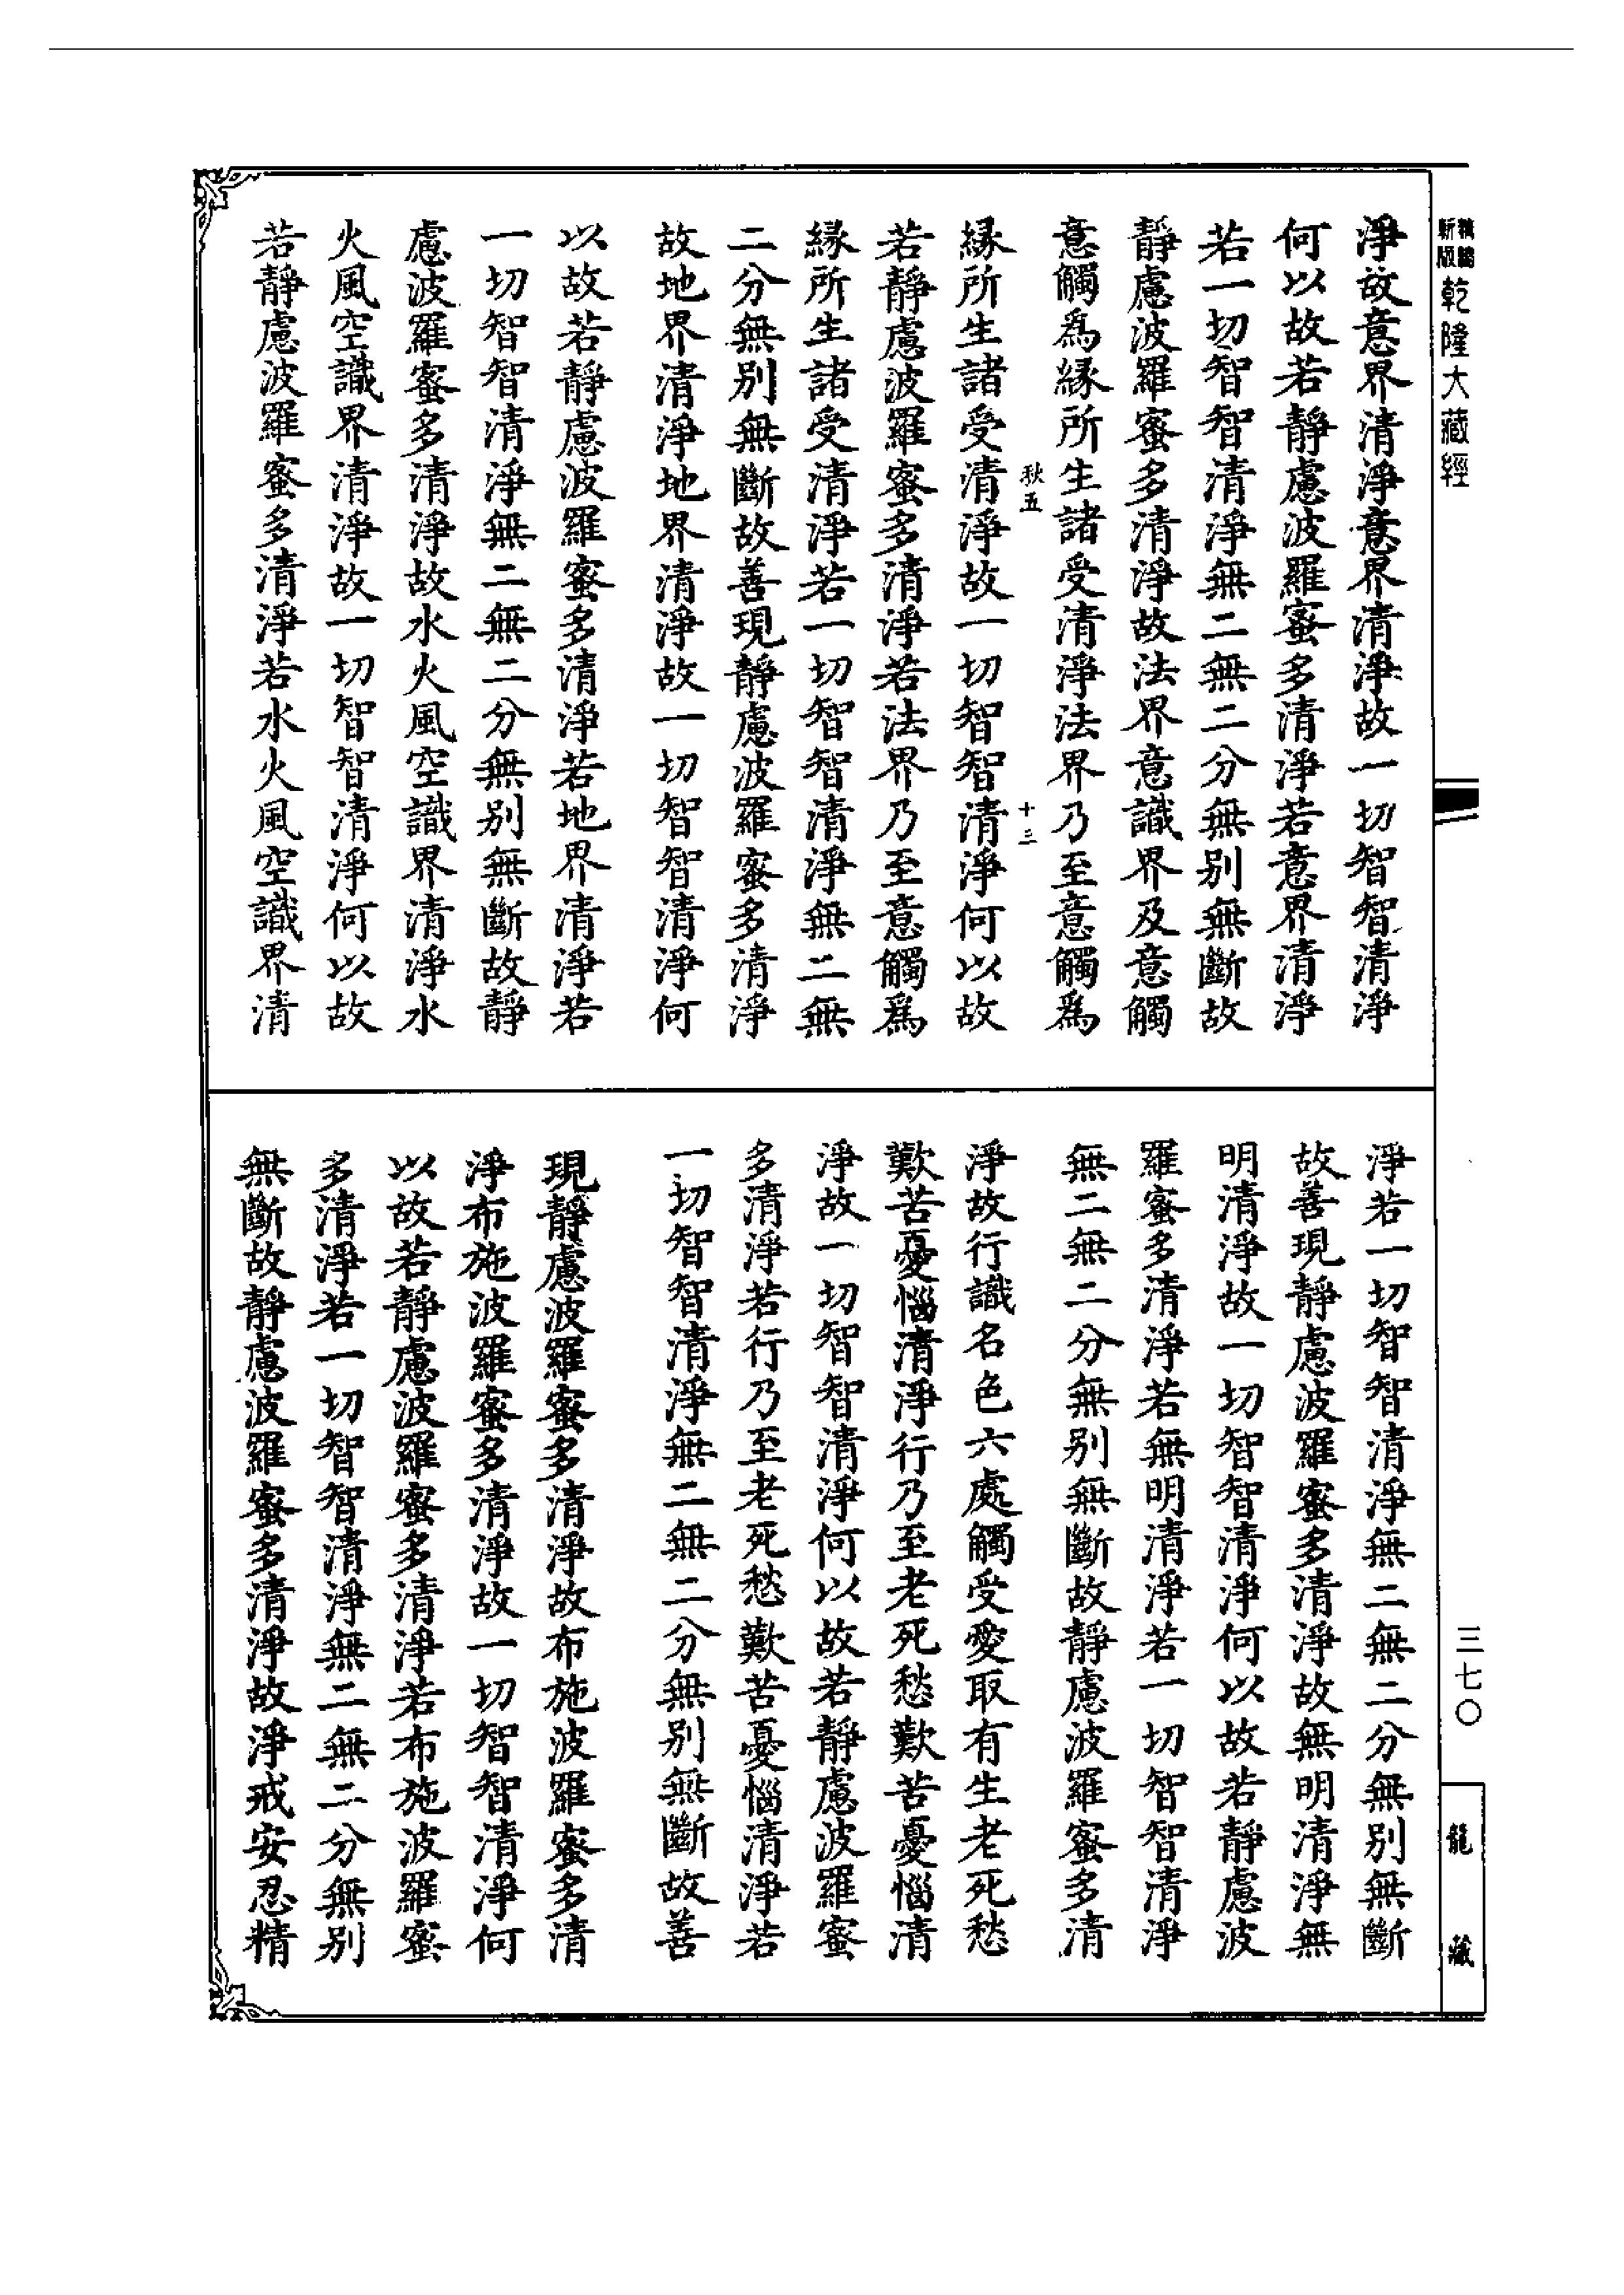 新版
乾隆大藏經
淨故意界清淨意界清淨故一切智智清淨
何以故若靜慮波羅蜜多清淨若意界清淨
若一切智智清淨無二無二分無別無斷故
靜慮波羅蜜多清淨故法界意識界及意觸
意觸為緣所生諸受清淨法界乃至意觸為
秋五
十三
緣所生諸受清淨故一切智智清淨何以故
若靜慮波羅蜜多清淨若法界乃至意觸為
緣所生諸受清淨若一切智智清淨無二無
二分無別無斷故善現靜慮波羅蜜多清淨
故地界清淨地界清淨故一切智智清淨何
以故若靜慮波羅蜜多清淨若地界清淨若
一切智智清淨無二無二分無別無斷故靜
慮波羅蜜多清淨故水火風空識界清淨水
火風空識界清淨故一切智智清淨何以故
若靜慮波羅蜜多清淨若水火風空識界清
淨若一切智智清淨無二無二分無別無斷
故善現靜慮波羅蜜多清淨故無明清淨無
明清淨故一切智智清淨何以故若靜慮波
羅蜜多清淨若無明清淨若一切智智清淨
無二無二分無別無斷故靜慮波羅蜜多清
淨故行識名色六處觸受愛取有生老死愁
歎苦憂惱清淨行乃至老死愁歎苦憂惱清
淨故一切智智清淨何以故若靜慮波羅蜜
多清淨若行乃至老死愁歎苦憂惱清淨若
一切智智清淨無二無二分無別無斷故善
現靜慮波羅蜜多清淨故布施波羅蜜多清
淨布施波羅蜜多清淨故一切智智清淨何
以故若靜慮波羅蜜多清淨若布施波羅蜜
多清淨若一切智智清淨無二無二分無別
無斷故靜慮波羅蜜多清淨故淨戒安忍精
三七〇
龍藏